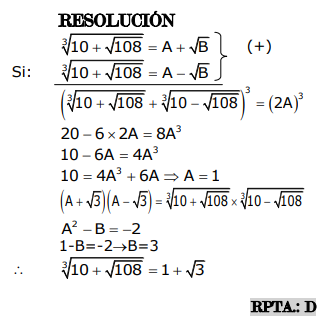 RESOLUCIÓN
∛(10 + √108) = A + √B } (+)
Si: ∛(10 + √108) = A − √B
(∛(10 + √108) + ∛(10 − √108))³ = (2A)³
20 − 6 × 2A = 8A³
10 − 6A = 4A³
10 = 4A³ + 6A ⇒ A = 1
(A + √3)(A − √3) = ∛(10 + √108) × ∛(10 − √108)
A² − B = −2
1-B=-2→B=3
∴ ∛(10 + √108) = 1 + √3
RPTA.: D